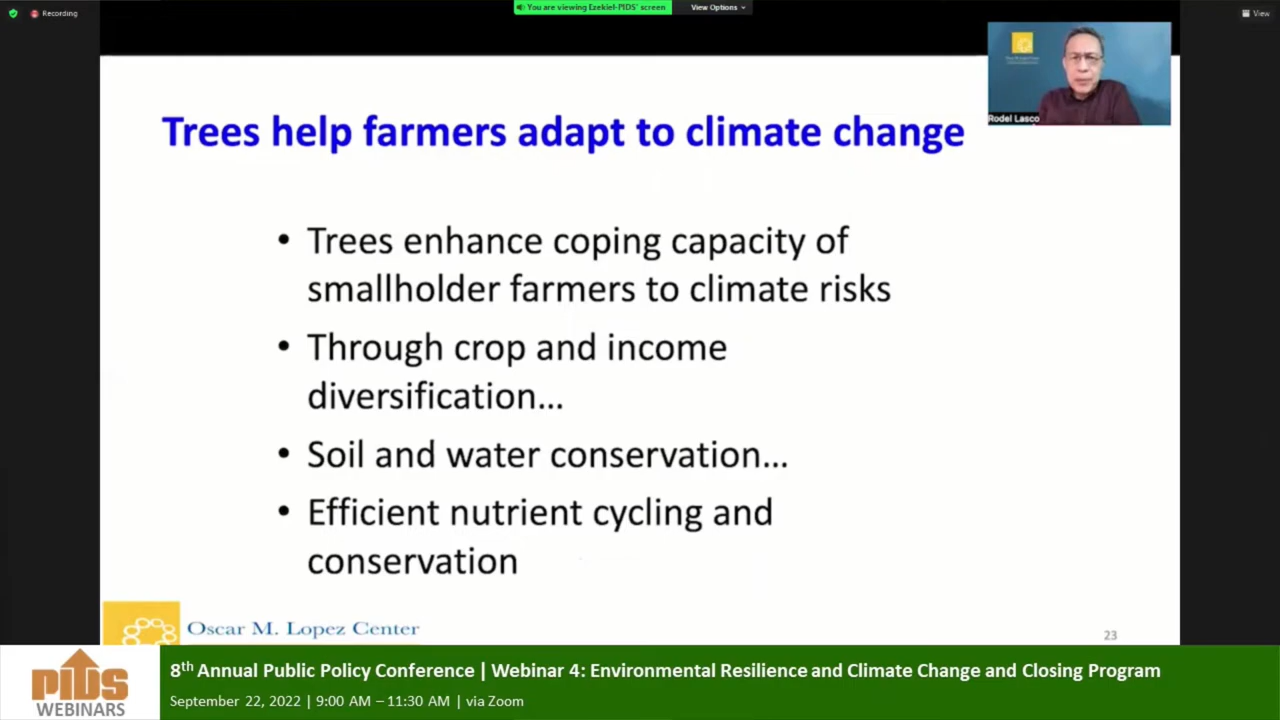 Recording
You are viewing Ezekiel-PIDS' screen
View Options
View
Rodel Lasco
Trees help farmers adapt to climate change
• Trees enhance coping capacity of
smallholder farmers to climate risks
• Through crop and income
diversification...
• Soil and water conservation...
• Efficient nutrient cycling and
conservation
Oscar M. Lopez Center
23
PIDS
WEBINARS
8th Annual Public Policy Conference | Webinar 4: Environmental Resilience and Climate Change and Closing Program
September 22, 2022 | 9:00 AM – 11:30 AM | via Zoom